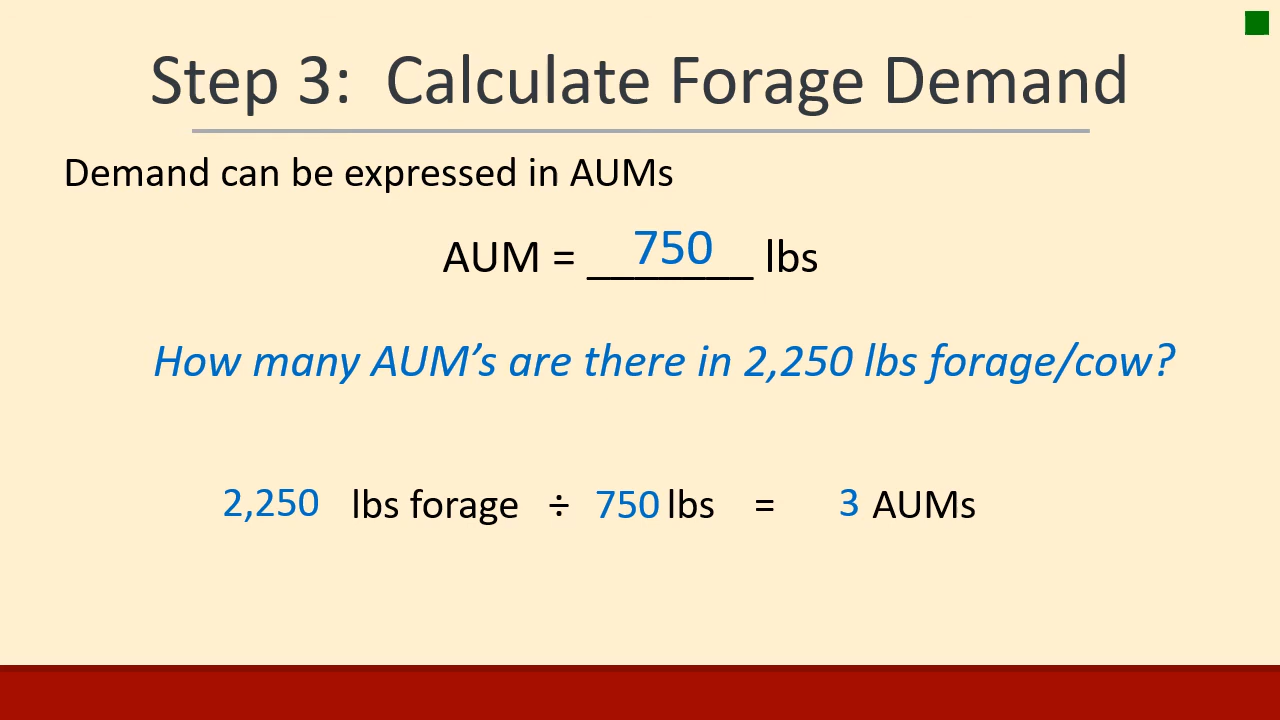 Step 3: Calculate Forage Demand
Demand can be expressed in AUMs
AUM = _______ lbs
750
How many AUM’s are there in 2,250 lbs forage/cow?
2,250 lbs forage ÷ 750 lbs = 3 AUMs